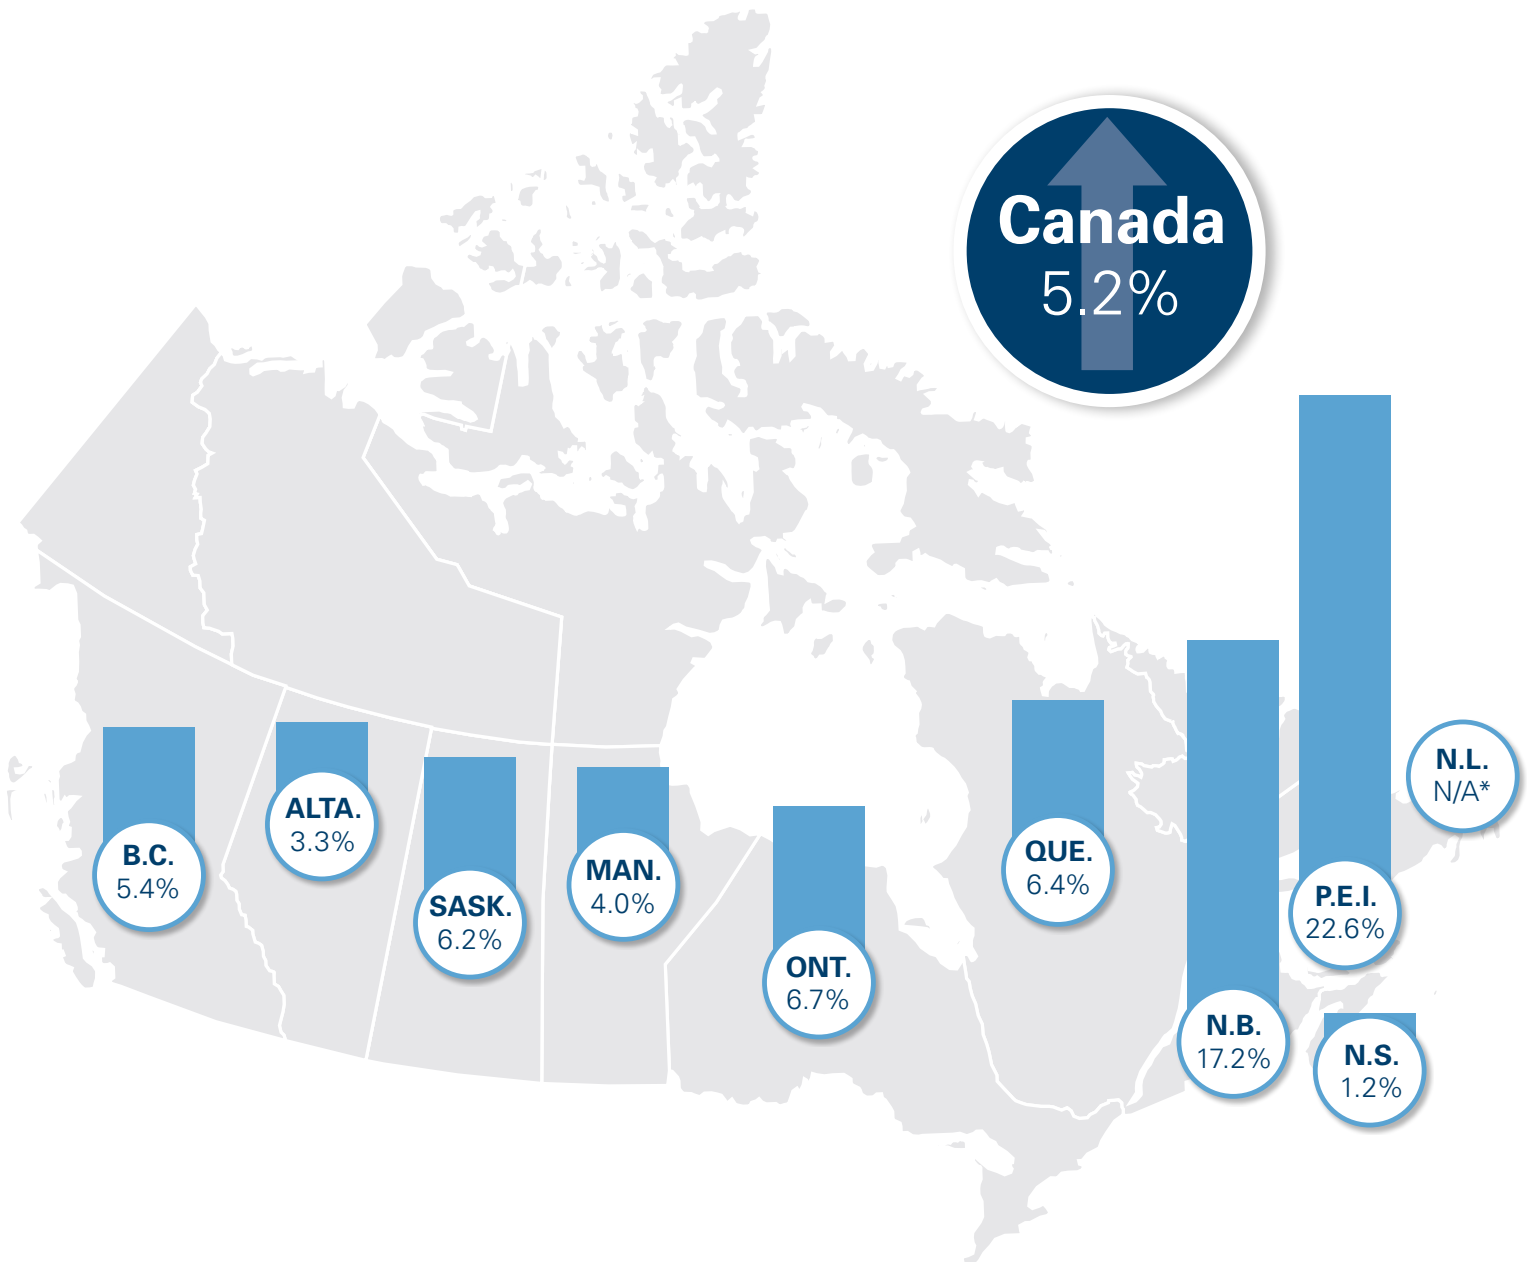 Canada
5.2%
B.C.
5.4%
ALTA.
3.3%
SASK.
6.2%
MAN.
4.0%
ONT.
6.7%
QUE.
6.4%
N.B.
17.2%
P.E.I.
22.6%
N.S.
1.2%
N.L.
N/A*